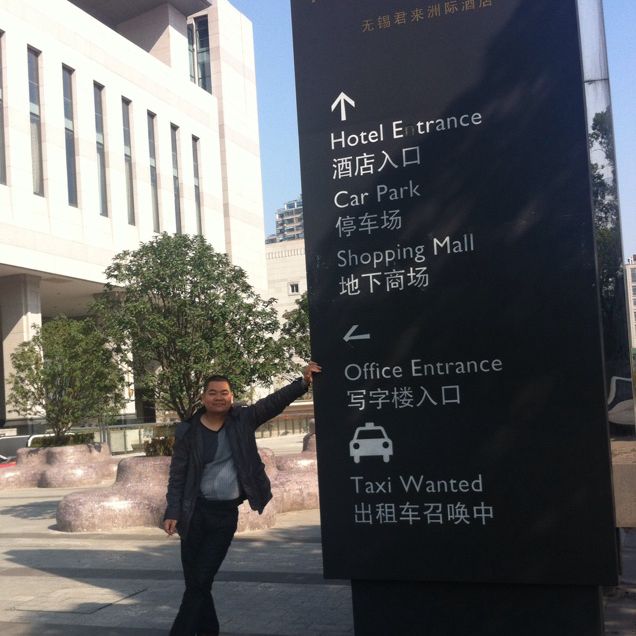 无锡君来洲际酒店
Hotel Entrance
酒店入口
Car Park
停车场
Shopping Mall
地下商场
Office Entrance
写字楼入口
Taxi Wanted
出租车召唤中